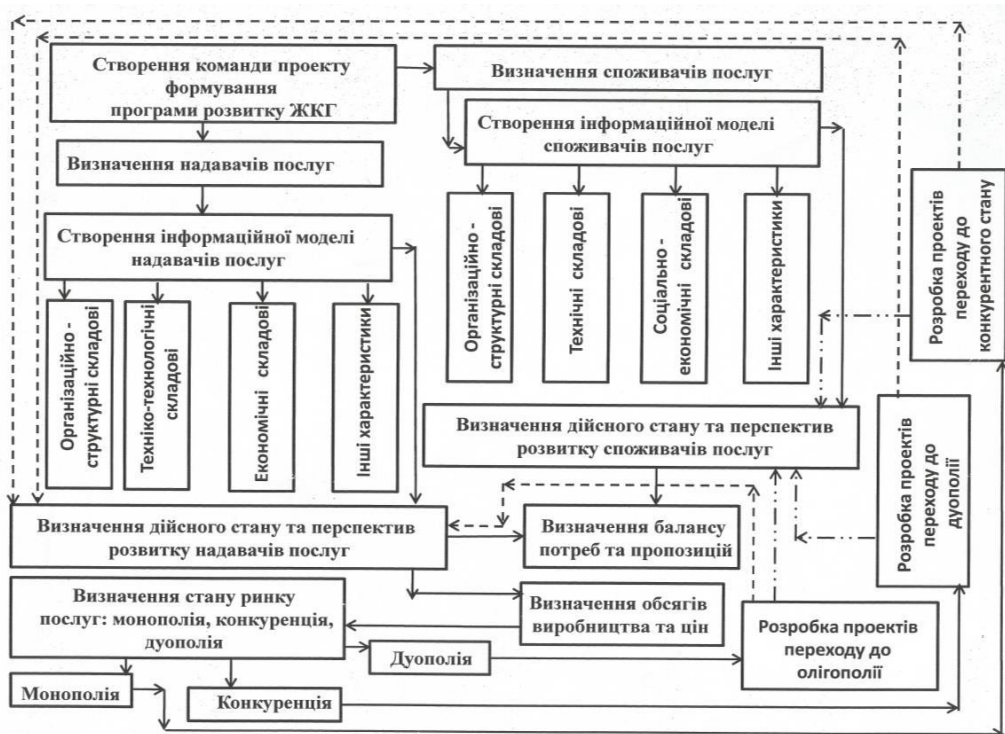 Створення команди проекту
формування
програми розвитку ЖКГ
Визначення споживачів послуг
Створення інформаційної моделі
споживачів послуг
Визначення надавачів послуг
Створення інформаційної моделі
надавачів послуг
Організаційно -
структурні складові
Технічні складові
Соціально -
економічні складові
Інші характеристики
Розробка проектів
переходу до
конкурентного стану
Організаційно -
структурні складові
Техніко-технологічні
складові
Економічні складові
Інші характеристики
Визначення дійсного стану та перспектив
розвитку споживачів послуг
Розробка проектів
переходу до
дуополії
Визначення дійсного стану та перспектив
розвитку надавачів послуг
Визначення балансу
потреб та пропозицій
Визначення стану ринку
послуг: монополія, конкуренція,
дуополія
Визначення обсягів
виробництва та цін
Розробка проектів
переходу до
олігополії
Дуополія
Монополія
Конкуренція